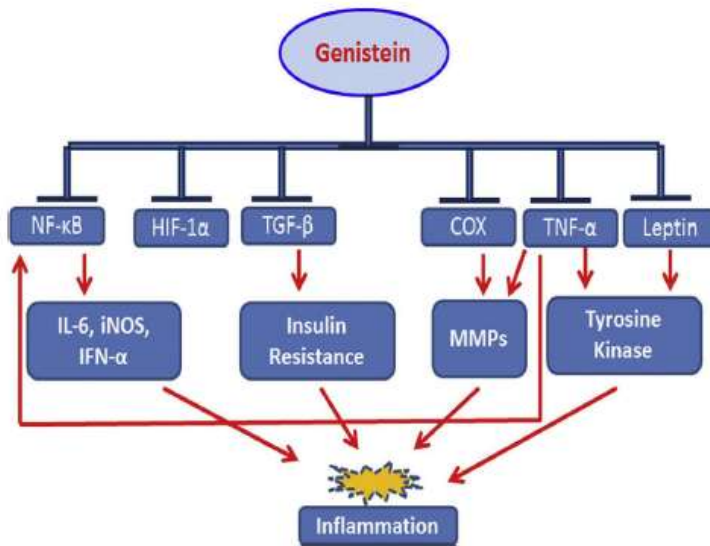 Genistein
NF-κB
HIF-1α
TGF-β
COX
TNF-α
Leptin
IL-6, iNOS,
IFN-α
Insulin
Resistance
MMPs
Tyrosine
Kinase
Inflammation